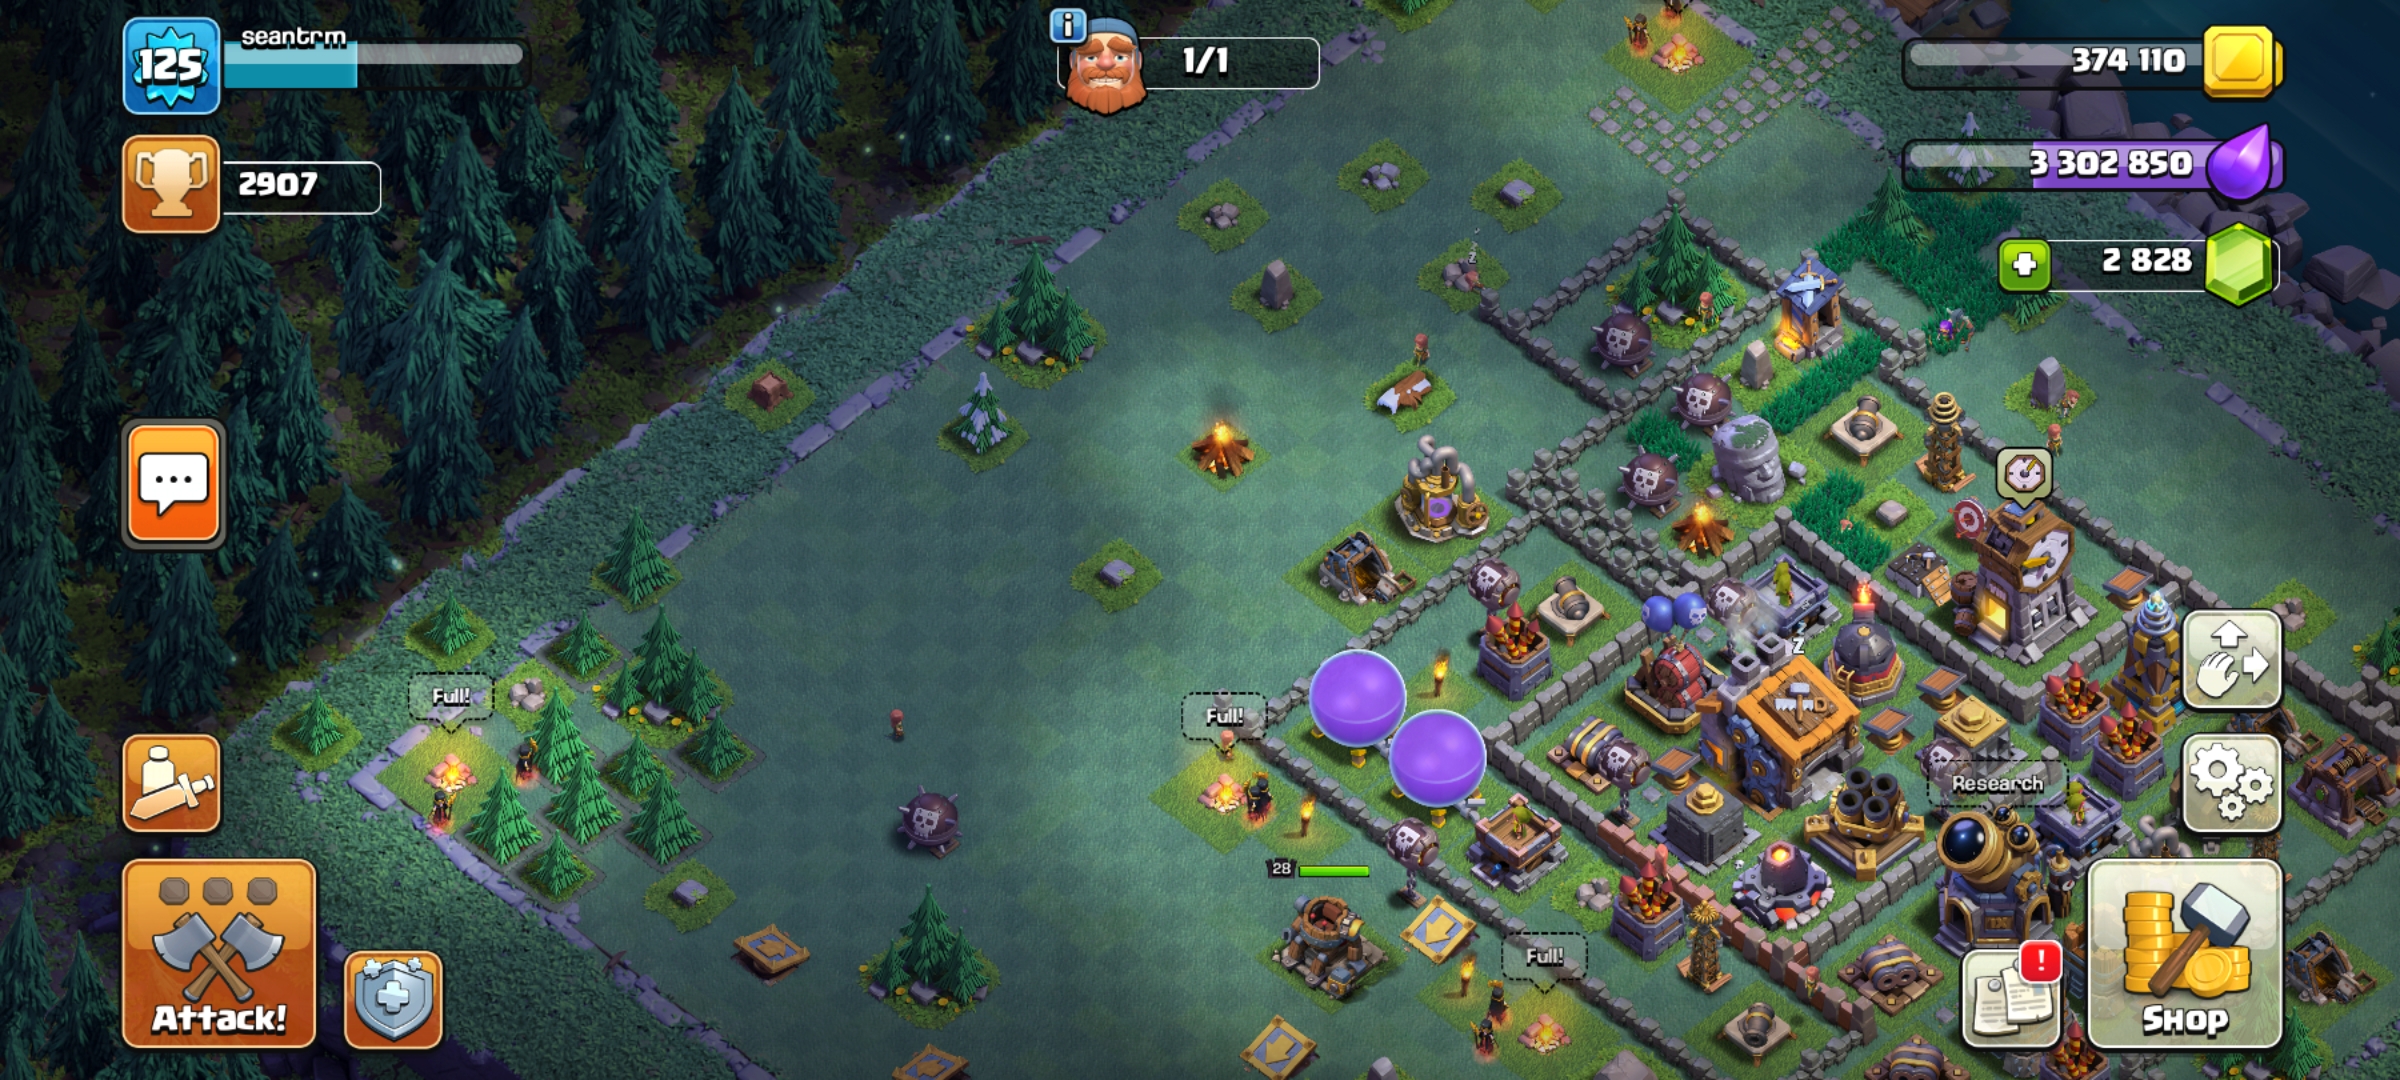 125
seantrm
1/1
374 110
2907
3 302 850
2 828
Full!
Full!
Research
28
Full!
Attack!
Shop